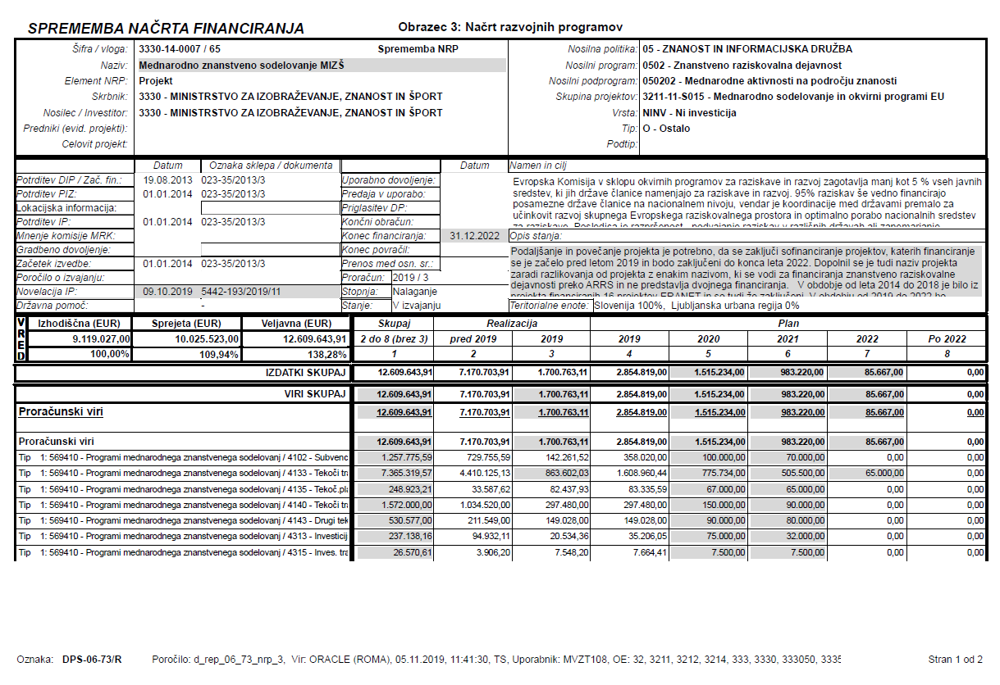 SPREMEMBA NAČRTA FINANCIRANJA
Obrazec 3: Načrt razvojnih programov
Šifra / vloga: 3330-14-0007 / 65 Sprememba NRP
Naziv: Mednarodno znanstveno sodelovanje MIZŠ
Element NRP: Projekt
Skrbnik: 3330 - MINISTRSTVO ZA IZOBRAŽEVANJE, ZNANOST IN ŠPORT
Nosilec / Investitor: 3330 - MINISTRSTVO ZA IZOBRAŽEVANJE, ZNANOST IN ŠPORT
Predniki (evid. projekti):
Celovit projekt:
Nosilna politika: 05 - ZNANOST IN INFORMACIJSKA DRUŽBA
Nosilni program: 0502 - Znanstveno raziskovalna dejavnost
Nosilni podprogram: 050202 - Mednarodne aktivnosti na področju znanosti
Skupina projektov: 3211-11-S015 - Mednarodno sodelovanje in okvirni programi EU
Vrsta: NINV - Ni investicija
Tip: O - Ostalo
Podtip:
Datum Oznaka sklepa / dokumenta
Potrditev DIP / Zač. fin.: 19.08.2013 023-35/2013/3
Potrditev PIZ: 01.01.2014 023-35/2013/3
Lokacijska informacija:
Potrditev IP: 01.01.2014 023-35/2013/3
Mnenje komisije MRK:
Gradbeno dovoljenje:
Začetek izvedbe: 01.01.2014 023-35/2013/3
Poročilo o izvajanju:
Novelacija IP: 09.10.2019 5442-193/2019/11
Državna pomoč: -
Datum
Uporabno dovoljenje:
Predaja v uporabo:
Priglasitev DP:
Končni obračun:
Konec financiranja: 31.12.2022
Konec povračil:
Prenos med osn. sr.:
Proračun: 2019 / 3
Stopnja: Nalaganje
Stanje: V izvajanju
Namen in cilj
Evropska Komisija v sklopu okvirnih programov za raziskave in razvoj zagotavlja manj kot 5 % vseh javnih
sredstev, ki jih države članice namenjajo za raziskave in razvoj. 95% raziskav še vedno financirajo
posamezne države članice na nacionalnem nivoju, vendar je koordinacije med državami premalo za
učinkovit razvoj skupnega Evropskega raziskovalnega prostora in optimalno porabo nacionalnih sredstev
za raziskave. Posledica je razpršenost, podvajanje raziskav v različnih državah ali zanemarjanje
Opis stanja:
Podaljšanje in povečanje projekta je potrebno, da se zaključi sofinanciranje projektov, katerih financiranje
se je začelo pred letom 2019 in bodo zaključeni do konca leta 2022. Dopolnil se je tudi naziv projekta
zaradi razlikovanja od projekta z enakim nazivom, ki se vodi za financiranja znanstveno raziskovalne
dejavnosti preko ARRS in ne predstavlja dvojnega financiranja. V obdobje od leta 2014 do 2018 je bilo iz
projekta financiranih 16 projektov ERANET in so tudi že zaključeni. V obdobju od 2019 do 2022 bo
Teritorialne enote: Slovenija 100%, Ljubljanska urbana regija 0%
VRED Izhodiščna (EUR) Sprejeta (EUR) Veljavna (EUR) Skupaj Realizacija Plan
9.119.027,00 10.025.523,00 12.609.643,91 2 do 8 (brez 3) pred 2019 2019 2019 2020 2021 2022 Po 2022
100,00% 109,94% 138,28% 1 2 3 4 5 6 7 8
IZDATKI SKUPAJ 12.609.643,91 7.170.703,91 1.700.763,11 2.854.819,00 1.515.234,00 983.220,00 85.667,00 0,00
VIRI SKUPAJ 12.609.643,91 7.170.703,91 1.700.763,11 2.854.819,00 1.515.234,00 983.220,00 85.667,00 0,00
Proračunski viri 12.609.643,91 7.170.703,91 1.700.763,11 2.854.819,00 1.515.234,00 983.220,00 85.667,00 0,00
Proračunski viri 12.609.643,91 7.170.703,91 1.700.763,11 2.854.819,00 1.515.234,00 983.220,00 85.667,00 0,00
Tip 1: 569410 - Programi mednarodnega znanstvenega sodelovanj / 4102 - Subvenc 1.257.775,59 729.755,59 142.261,52 358.020,00 100.000,00 70.000,00 0,00 0,00
Tip 1: 569410 - Programi mednarodnega znanstvenega sodelovanj / 4133 - Tekoči tra 7.365.319,57 4.410.125,13 863.602,03 1.608.960,44 775.734,00 505.500,00 65.000,00 0,00
Tip 1: 569410 - Programi mednarodnega znanstvenega sodelovanj / 4135 - Tekoč.pla 248.923,21 33.587,62 82.437,93 83.335,59 67.000,00 65.000,00 0,00 0,00
Tip 1: 569410 - Programi mednarodnega znanstvenega sodelovanj / 4140 - Tekoči tra 1.572.000,00 1.034.520,00 297.480,00 297.480,00 150.000,00 90.000,00 0,00 0,00
Tip 1: 569410 - Programi mednarodnega znanstvenega sodelovanj / 4143 - Drugi tek 530.577,00 211.549,00 149.028,00 149.028,00 90.000,00 80.000,00 0,00 0,00
Tip 1: 569410 - Programi mednarodnega znanstvenega sodelovanj / 4313 - Investicij 237.138,16 94.932,11 20.534,36 35.206,05 75.000,00 32.000,00 0,00 0,00
Tip 1: 569410 - Programi mednarodnega znanstvenega sodelovanj / 4315 - Inves. tra 26.570,61 3.906,20 7.548,20 7.664,41 7.500,00 7.500,00 0,00 0,00
Oznaka: DPS-06-73/R Poročilo: d_rep_06_73_nrp_3, Vir: ORACLE (ROMA), 05.11.2019, 11:41:30, TS, Uporabnik: MVZT108, OE: 32, 3211, 3212, 3214, 333, 3330, 333050, 3335 Stran 1 od 2